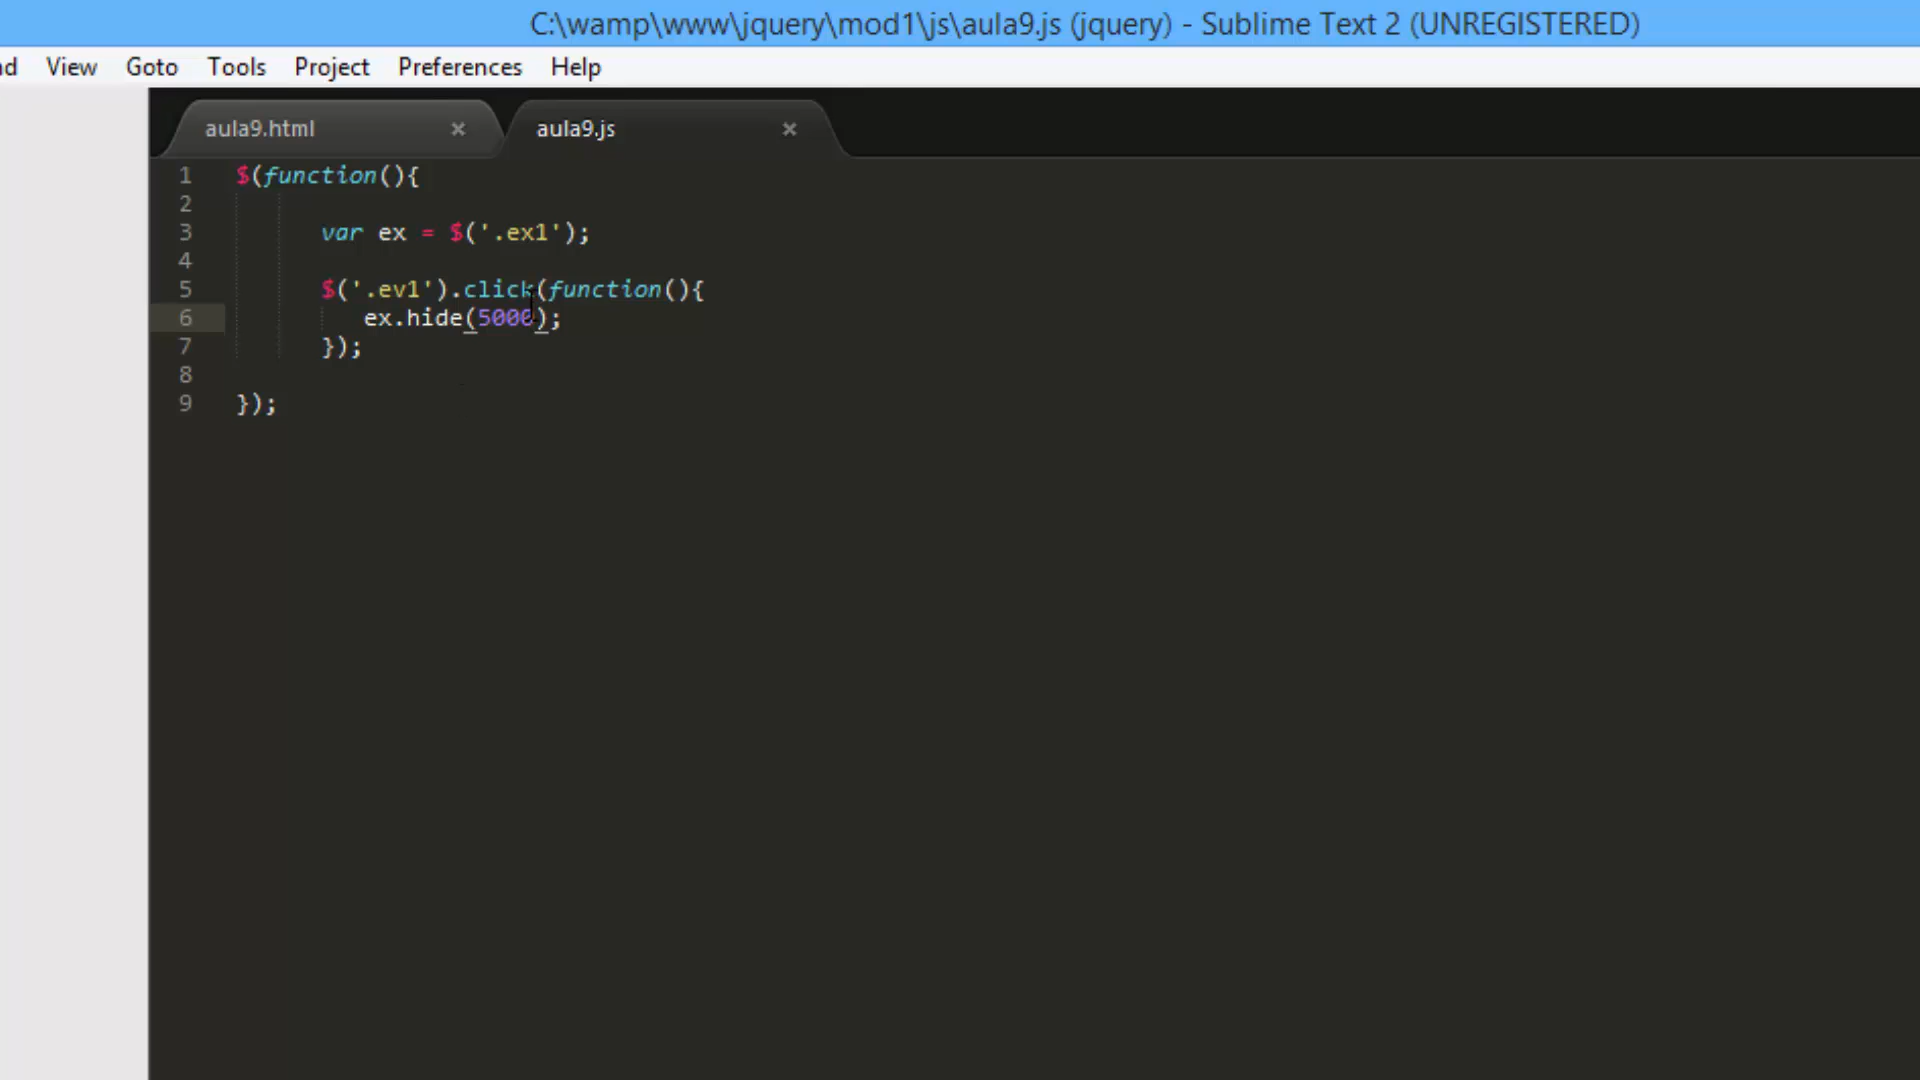 C:\wamp\www\jquery\mod1\js\aula9.js (jquery) - Sublime Text 2 (UNREGISTERED)
View Goto Tools Project Preferences Help
aula9.html × aula9.js ×
1 $(function(){
2
3 var ex = $('.ex1');
4
5 $('.ev1').click(function(){
6 ex.hide(5000);
7 });
8
9 });